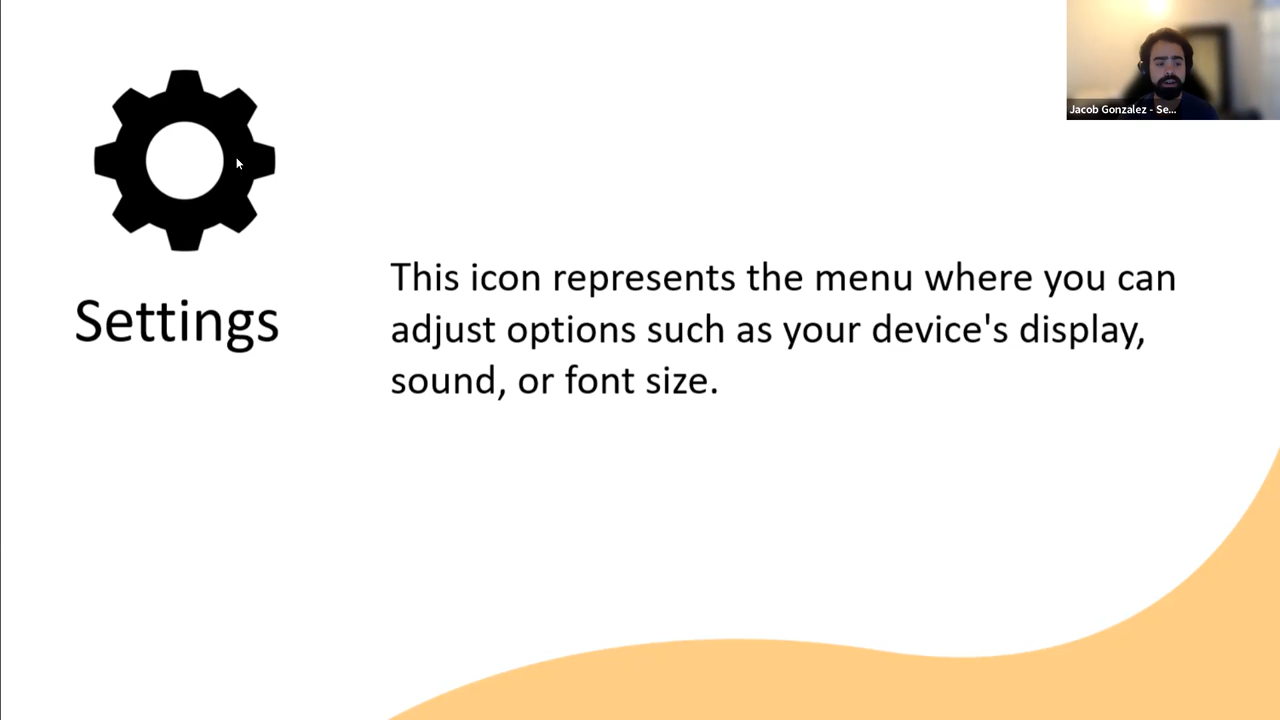 Jacob Gonzalez - Se...
Settings
This icon represents the menu where you can
adjust options such as your device's display,
sound, or font size.